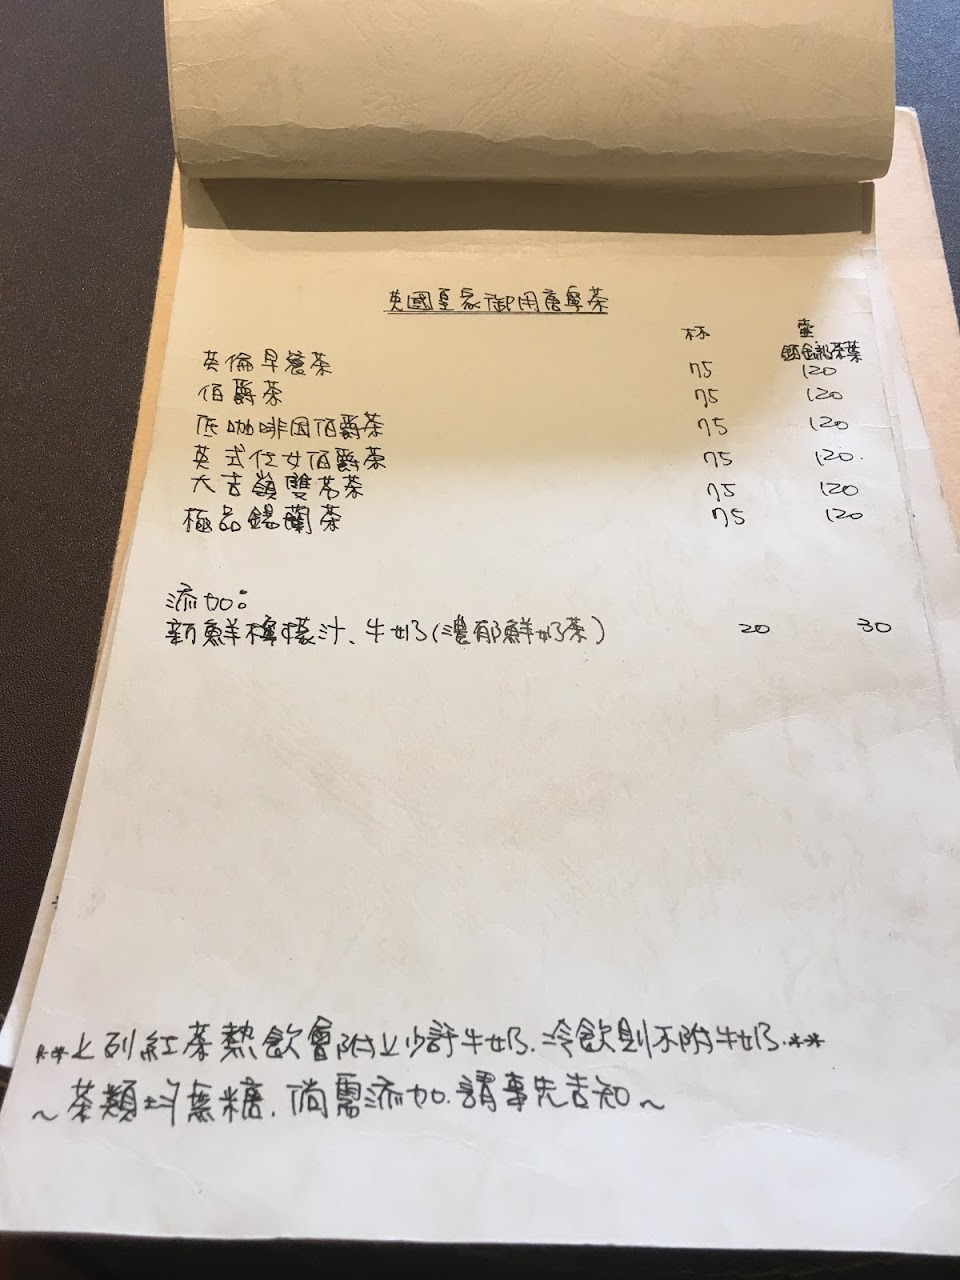 英國皇家御用唐寧茶
杯 壺
茶葉
英倫早餐茶 75 120
伯爵茶 75 120
低咖啡因伯爵茶 75 120
英式仕女伯爵茶 75 120.
大吉嶺雙茗茶 75 120
極品錫蘭茶 75 120
添加:
新鮮檸檬汁、牛奶(濃郁鮮奶茶) 20 30
**上列紅茶熱飲會附上少許牛奶.冷飲則不附牛奶.**
~茶類均無糖.倘需添加.請事先告知~